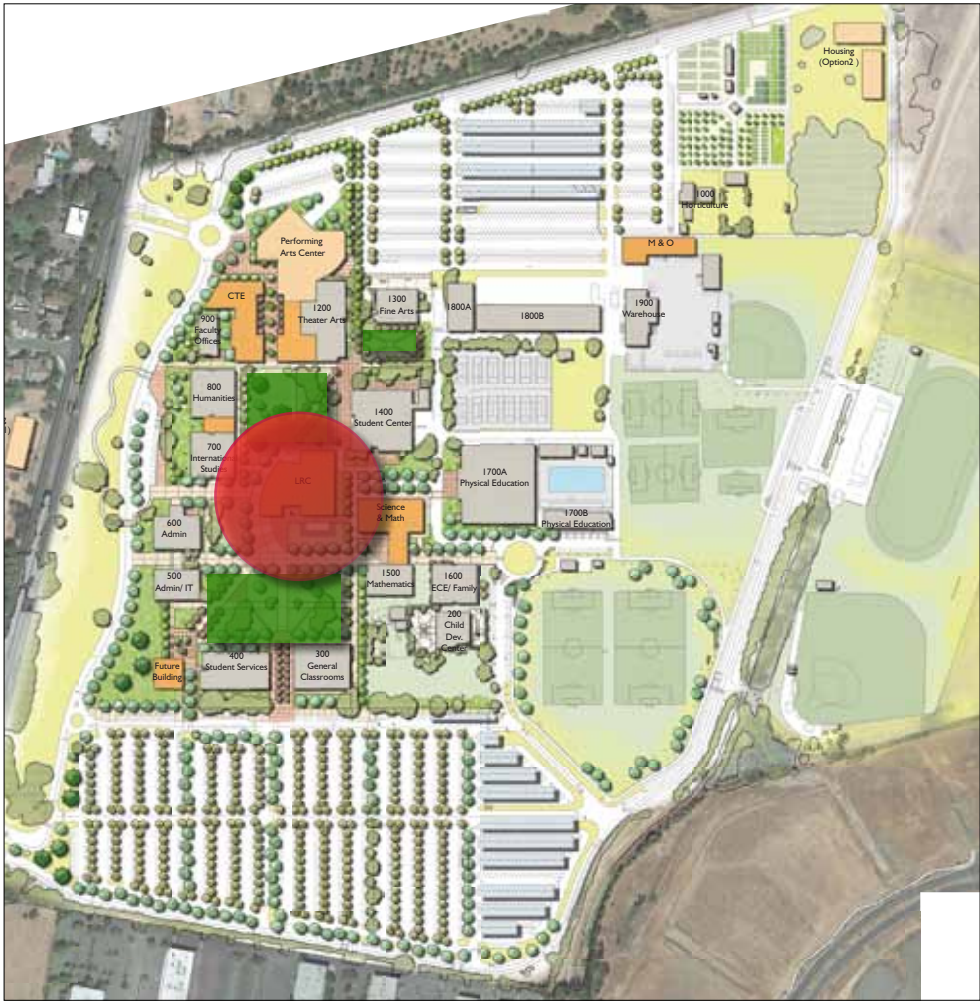 Housing
(Option2 )
1000
Horticulture
M & O
Performing
Arts Center
CTE
1200
Theater Arts
1300
Fine Arts
1800A
1800B
1900
Warehouse
900
Faculty
Offices
800
Humanities
1400
Student Center
700
International
Studies
LRC
1700A
Physical Education
Science
& Math
1700B
Physical Education
600
Admin
500
Admin/ IT
1500
Mathematics
1600
ECE/ Family
200
Child
Dev.
Center
Future
Building
400
Student Services
300
General
Classrooms